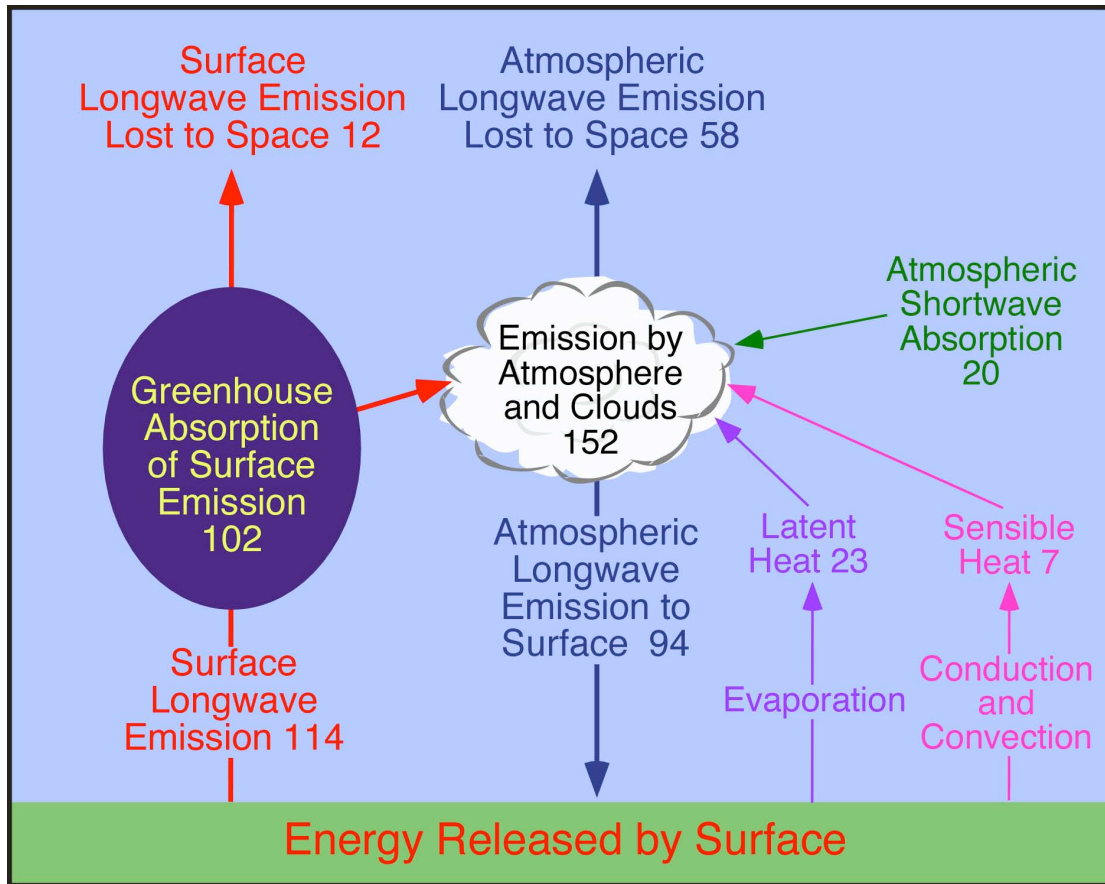 Surface
Longwave Emission
Lost to Space 12
Atmospheric
Longwave Emission
Lost to Space 58
Atmospheric
Shortwave
Absorption
20
Emission by
Atmosphere
and Clouds
152
Greenhouse
Absorption
of Surface
Emission
102
Atmospheric
Longwave
Emission to
Surface 94
Latent
Heat 23
Sensible
Heat 7
Surface
Longwave
Emission 114
Evaporation
Conduction
and
Convection
Energy Released by Surface